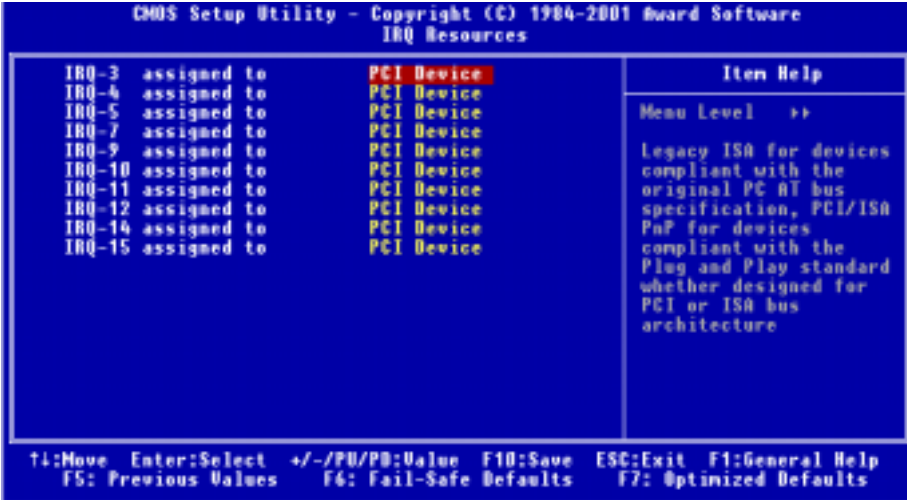 CMOS Setup Utility - Copyright (C) 1984-2001 Award Software
IRQ Resources
IRQ-3 assigned to PCI Device
IRQ-4 assigned to PCI Device
IRQ-5 assigned to PCI Device
IRQ-7 assigned to PCI Device
IRQ-9 assigned to PCI Device
IRQ-10 assigned to PCI Device
IRQ-11 assigned to PCI Device
IRQ-12 assigned to PCI Device
IRQ-14 assigned to PCI Device
IRQ-15 assigned to PCI Device
Item Help
Menu Level ▸▸
Legacy ISA for devices
compliant with the
original PC AT bus
specification, PCI/ISA
PnP for devices
compliant with the
Plug and Play standard
whether designed for
PCI or ISA bus
architecture
↑↓:Move Enter:Select +/-/PU/PD:Value F10:Save ESC:Exit F1:General Help
F5: Previous Values F6: Fail-Safe Defaults F7: Optimized Defaults